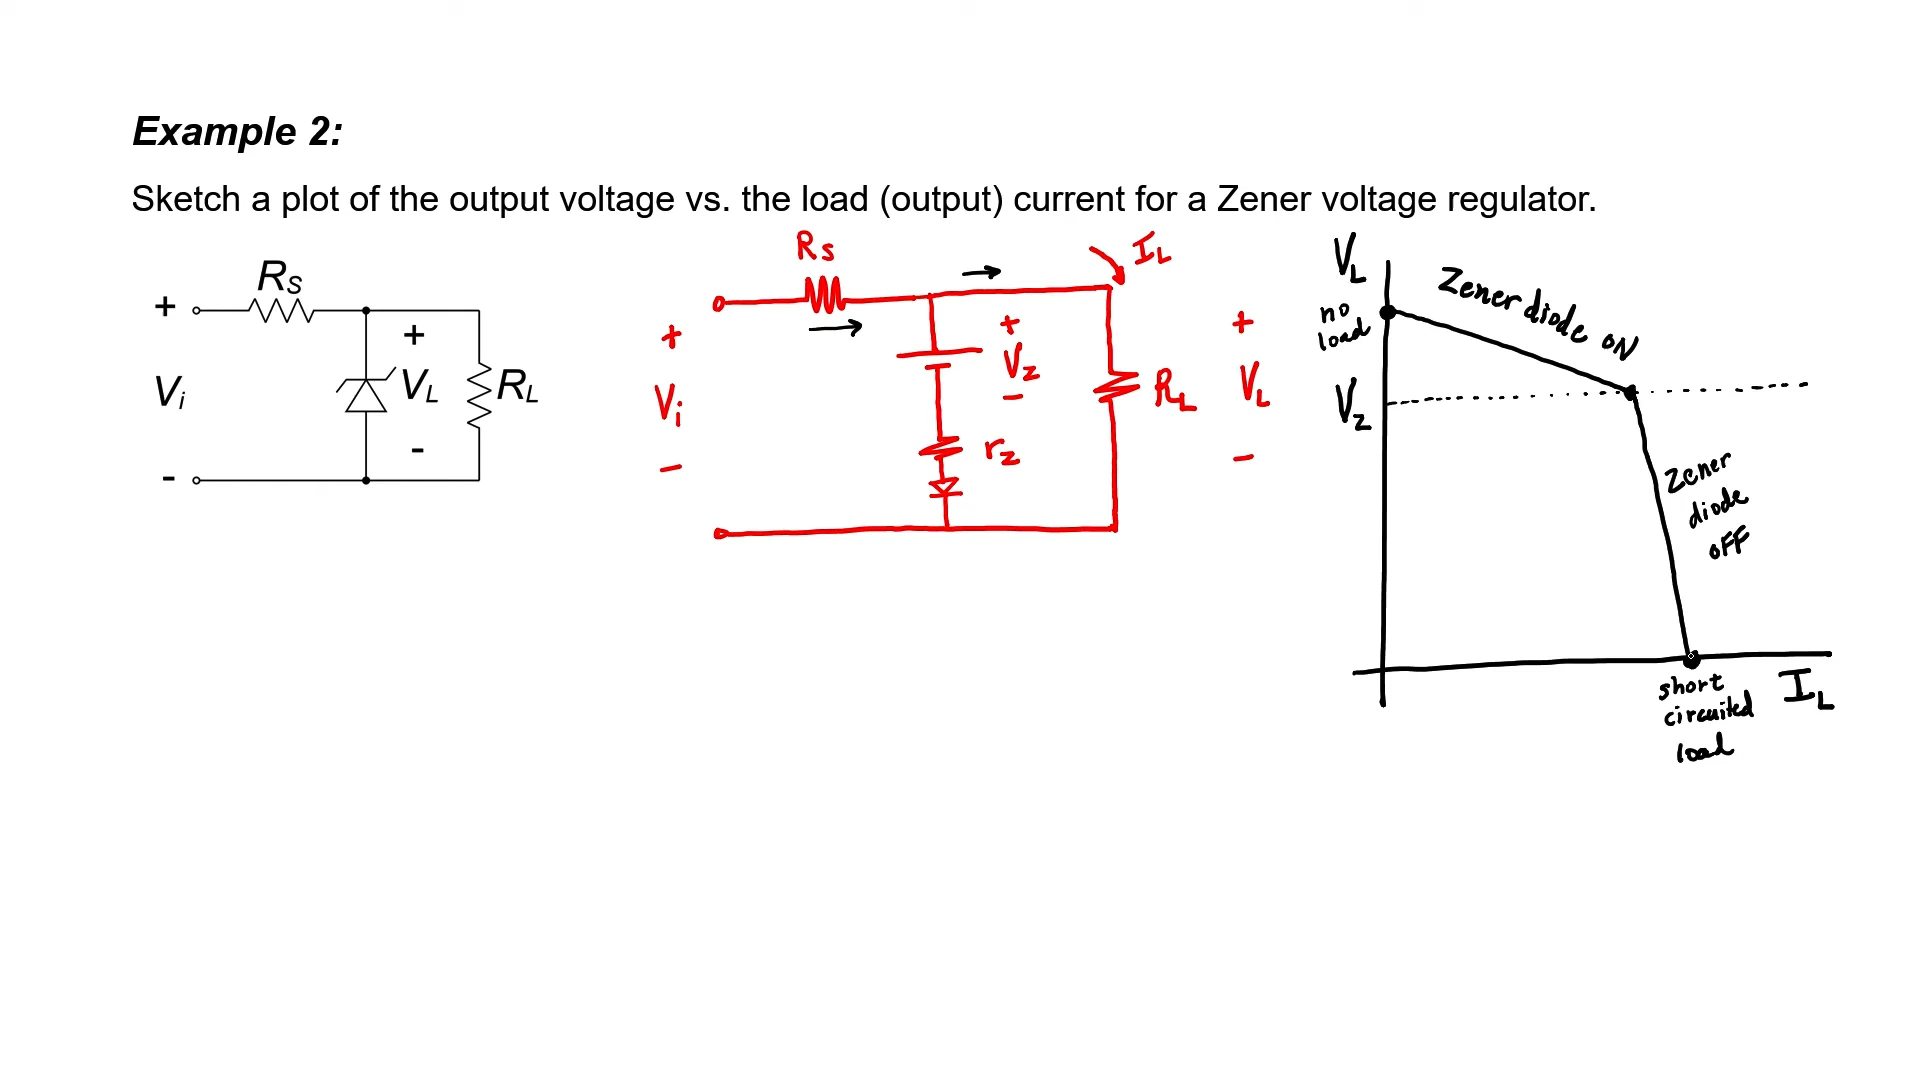 Example 2:
Sketch a plot of the output voltage vs. the load (output) current for a Zener voltage regulator.
RS
+
Vi
-
+
VL
-
RL
Rs
IL
+
Vi
-
+
Vz
-
rz
RL
+
VL
-
VL
no
load
Vz
Zener diode ON
Zener
diode
OFF
short
circuited
load
IL